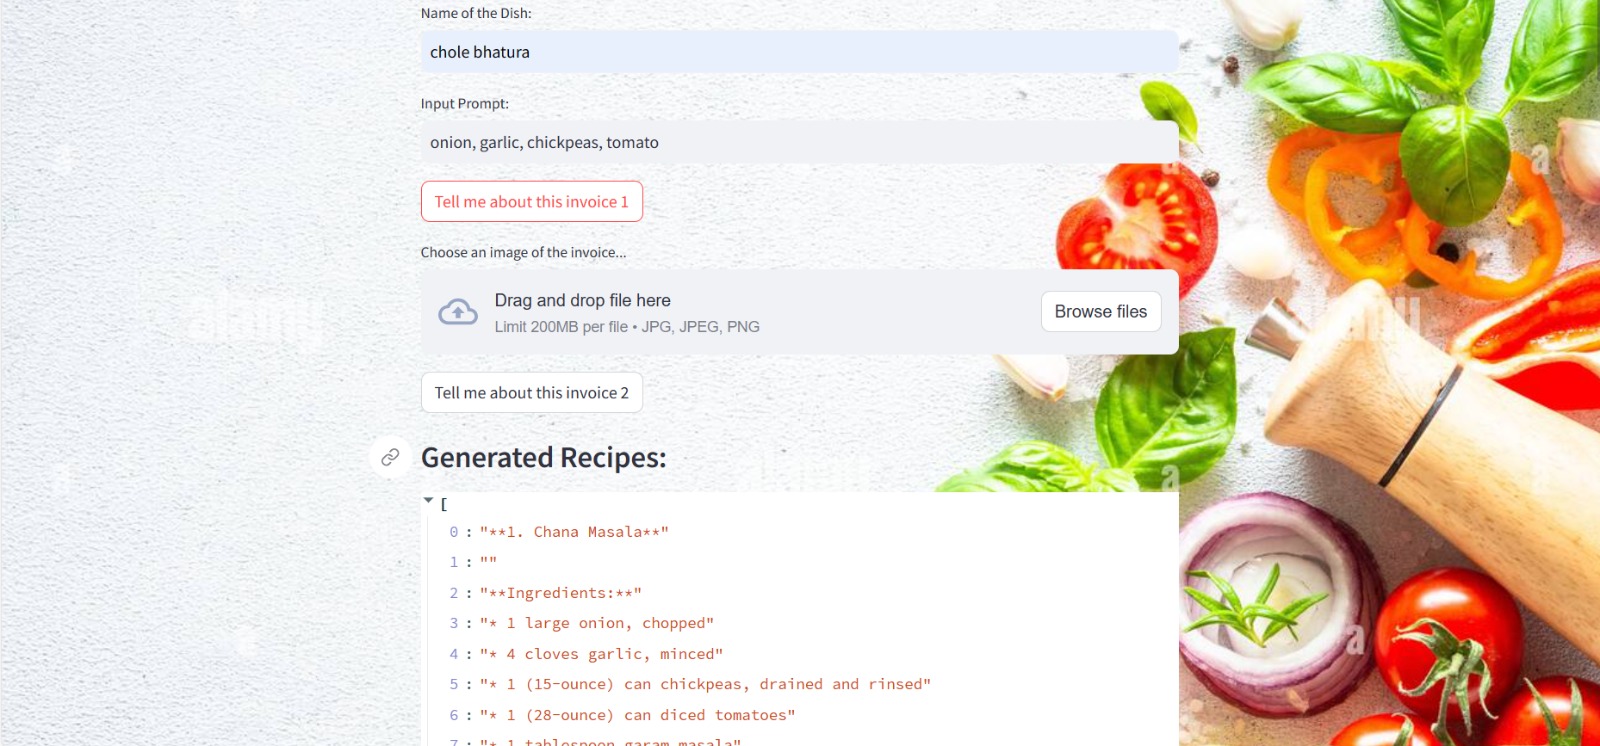 Name of the Dish:
chole bhatura
Input Prompt:
onion, garlic, chickpeas, tomato
Tell me about this invoice 1
Choose an image of the invoice...
Drag and drop file here
Limit 200MB per file • JPG, JPEG, PNG
Browse files
Tell me about this invoice 2
Generated Recipes:
[
0 : "**1. Chana Masala**"
1 : ""
2 : "**Ingredients:**"
3 : "* 1 large onion, chopped"
4 : "* 4 cloves garlic, minced"
5 : "* 1 (15-ounce) can chickpeas, drained and rinsed"
6 : "* 1 (28-ounce) can diced tomatoes"
7 : "* 1 tablespoon garam masala"
alamy
alamy
alamy
a
a
a
a
a
a
a